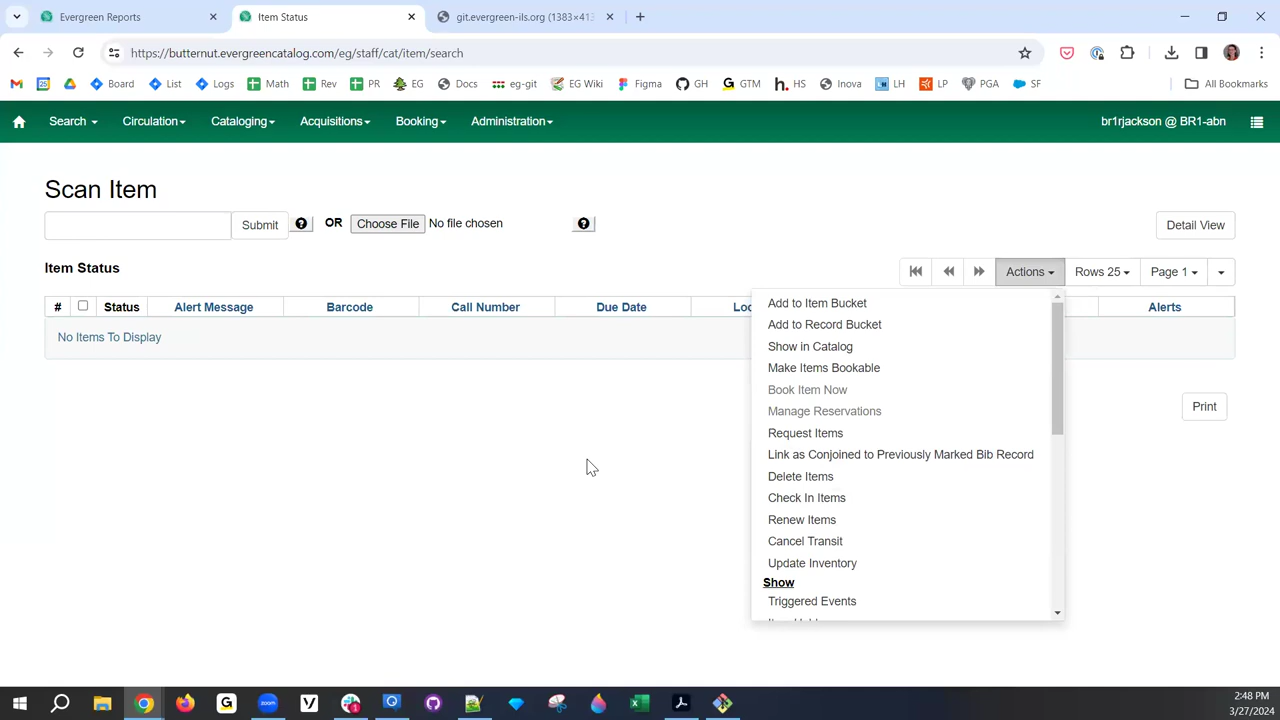 Evergreen Reports
Item Status
git.evergreen-ils.org (1383×413
https://butternut.evergreencatalog.com/eg/staff/cat/item/search
Board
List
Logs
Math
Rev
PR
EG
Docs
eg-git
EG Wiki
Figma
GH
GTM
HS
Inova
LH
LP
PGA
SF
All Bookmarks
Search
Circulation
Cataloging
Acquisitions
Booking
Administration
br1rjackson @ BR1-abn
Scan Item
Submit
OR
Choose File No file chosen
Detail View
Item Status
Actions
Rows 25
Page 1
# Status Alert Message Barcode Call Number Due Date Loc Alerts
No Items To Display
Add to Item Bucket
Add to Record Bucket
Show in Catalog
Make Items Bookable
Book Item Now
Manage Reservations
Request Items
Link as Conjoined to Previously Marked Bib Record
Delete Items
Check In Items
Renew Items
Cancel Transit
Update Inventory
Show
Triggered Events
Print
zoom
2:48 PM
3/27/2024